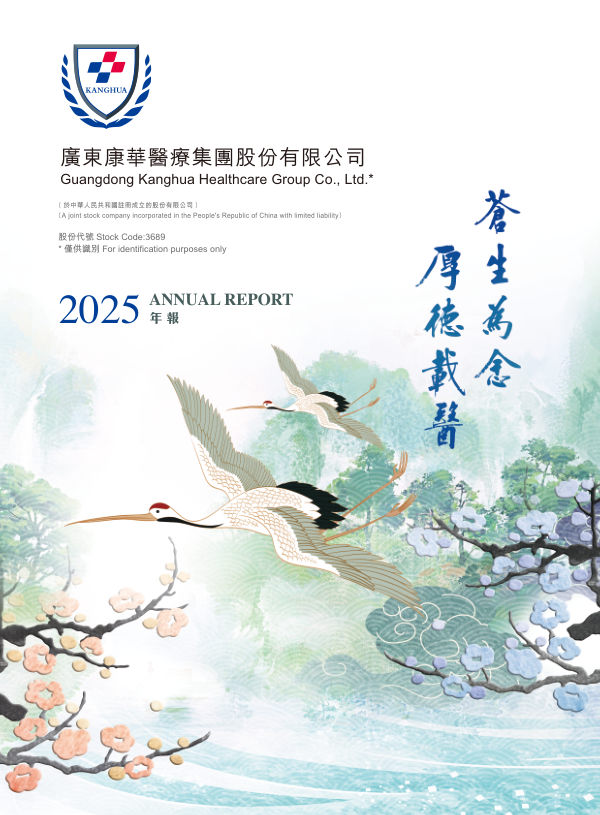 KANGHUA
廣東康華醫療集團股份有限公司
Guangdong Kanghua Healthcare Group Co., Ltd.*
(於中華人民共和國註冊成立的股份有限公司)
(A joint stock company incorporated in the People's Republic of China with limited liability)
股份代號 Stock Code:3689
* 僅供識別 For identification purposes only
2025 ANNUAL REPORT
年報
蒼生為念
厚德載醫